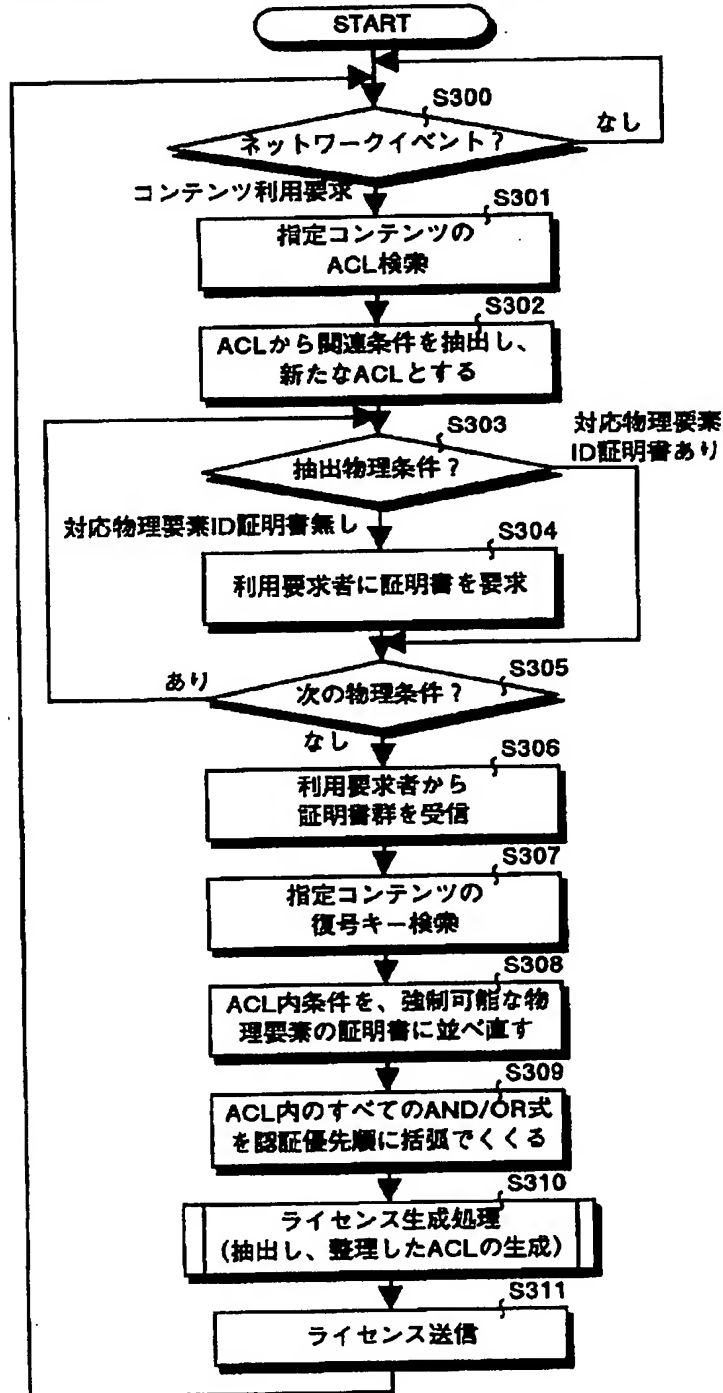 START
S300
ネットワークイベント？
なし
コンテンツ利用要求
S301
指定コンテンツの
ACL検索
S302
ACLから関連条件を抽出し、
新たなACLとする
S303
対応物理要素
ID証明書あり
抽出物理条件？
対応物理要素ID証明書無し
S304
利用要求者に証明書を要求
S305
あり
次の物理条件？
なし
S306
利用要求者から
証明書群を受信
S307
指定コンテンツの
復号キー検索
S308
ACL内条件を、強制可能な物
理要素の証明書に並べ直す
S309
ACL内のすべてのAND/OR式
を認証優先順に括弧でくくる
S310
ライセンス生成処理
（抽出し、整理したACLの生成）
S311
ライセンス送信